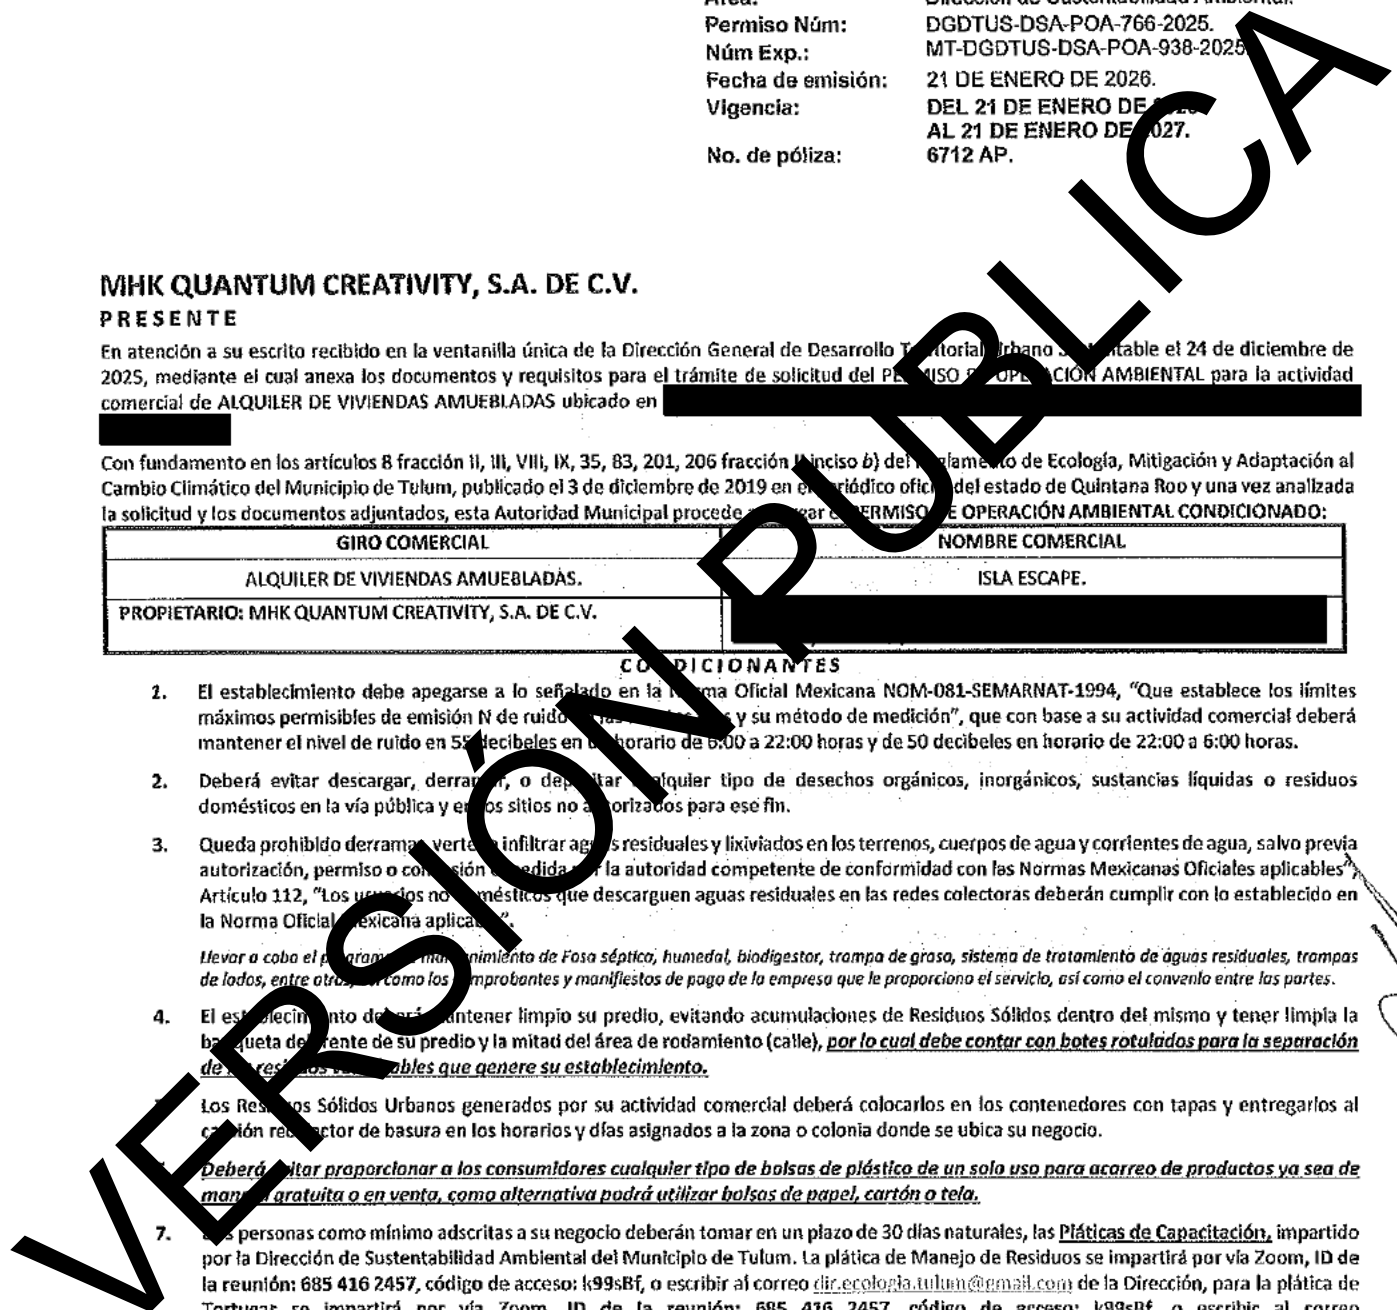 Permiso Núm: DGDTUS-DSA-POA-766-2025.
Núm Exp.: MT-DGDTUS-DSA-POA-938-2025
Fecha de emisión: 21 DE ENERO DE 2026.
Vigencia: DEL 21 DE ENERO DE
AL 21 DE ENERO DE 2027.
No. de póliza: 6712 AP.
MHK QUANTUM CREATIVITY, S.A. DE C.V.
PRESENTE
En atención a su escrito recibido en la ventanilla única de la Dirección General de Desarrollo Territorial Urbano Sustentable el 24 de diciembre de
2025, mediante el cual anexa los documentos y requisitos para el trámite de solicitud del PERMISO DE OPERACIÓN AMBIENTAL para la actividad
comercial de ALQUILER DE VIVIENDAS AMUEBLADAS ubicado en
Con fundamento en los artículos 8 fracción II, III, VIII, IX, 35, 83, 201, 206 fracción inciso b) del Reglamento de Ecología, Mitigación y Adaptación al
Cambio Climático del Municipio de Tulum, publicado el 3 de diciembre de 2019 en el periódico oficial del estado de Quintana Roo y una vez analizada
la solicitud y los documentos adjuntados, esta Autoridad Municipal procede a otorgar el PERMISO DE OPERACIÓN AMBIENTAL CONDICIONADO:
GIRO COMERCIAL NOMBRE COMERCIAL
ALQUILER DE VIVIENDAS AMUEBLADAS. ISLA ESCAPE.
PROPIETARIO: MHK QUANTUM CREATIVITY, S.A. DE C.V.
CONDICIONANTES
1. El establecimiento debe apegarse a lo señalado en la Norma Oficial Mexicana NOM-081-SEMARNAT-1994, “Que establece los límites
máximos permisibles de emisión N de ruido y su método de medición”, que con base a su actividad comercial deberá
mantener el nivel de ruido en 55 decibeles en horario de 6:00 a 22:00 horas y de 50 decibeles en horario de 22:00 a 6:00 horas.
2. Deberá evitar descargar, derramar, o depositar cualquier tipo de desechos orgánicos, inorgánicos, sustancias líquidas o residuos
domésticos en la vía pública y en los sitios no autorizados para ese fin.
3. Queda prohibido derramar, verter e infiltrar aguas residuales y lixiviados en los terrenos, cuerpos de agua y corrientes de agua, salvo previa
autorización, permiso o concesión expedida por la autoridad competente de conformidad con las Normas Mexicanas Oficiales aplicables”,
Artículo 112, “Los usuarios no domésticos que descarguen aguas residuales en las redes colectoras deberán cumplir con lo establecido en
la Norma Oficial Mexicana aplicable”.
Llevar a cabo el programa de mantenimiento de Fosa séptica, humedal, biodigestor, trampa de grasa, sistema de tratamiento de aguas residuales, trampas
de lodos, entre otros, así como los comprobantes y manifiestos de pago de la empresa que le proporciono el servicio, así como el convenio entre las partes.
4. El establecimiento deberá mantener limpio su predio, evitando acumulaciones de Residuos Sólidos dentro del mismo y tener limpia la
banqueta del frente de su predio y la mitad del área de rodamiento (calle), por lo cual debe contar con botes rotulados para la separación
de los residuos que genere su establecimiento.
Los Residuos Sólidos Urbanos generados por su actividad comercial deberá colocarlos en los contenedores con tapas y entregarlos al
camión recolector de basura en los horarios y días asignados a la zona o colonia donde se ubica su negocio.
Deberá evitar proporcionar a los consumidores cualquier tipo de bolsas de plástico de un solo uso para acarreo de productos ya sea de
manera gratuita o en venta, como alternativa podrá utilizar bolsas de papel, cartón o tela.
7. personas como mínimo adscritas a su negocio deberán tomar en un plazo de 30 días naturales, las Pláticas de Capacitación, impartido
por la Dirección de Sustentabilidad Ambiental del Municipio de Tulum. La plática de Manejo de Residuos se impartirá por vía Zoom, ID de
la reunión: 685 416 2457, código de acceso: k99sBf, o escribir al correo dir.ecologia.tulum@gmail.com de la Dirección, para la plática de
Tortugas se impartirá por vía Zoom, ID de la reunión: 685 416 2457, código de acceso: k99sBf, o escribir al correo
VERSIÓN PUBLICA